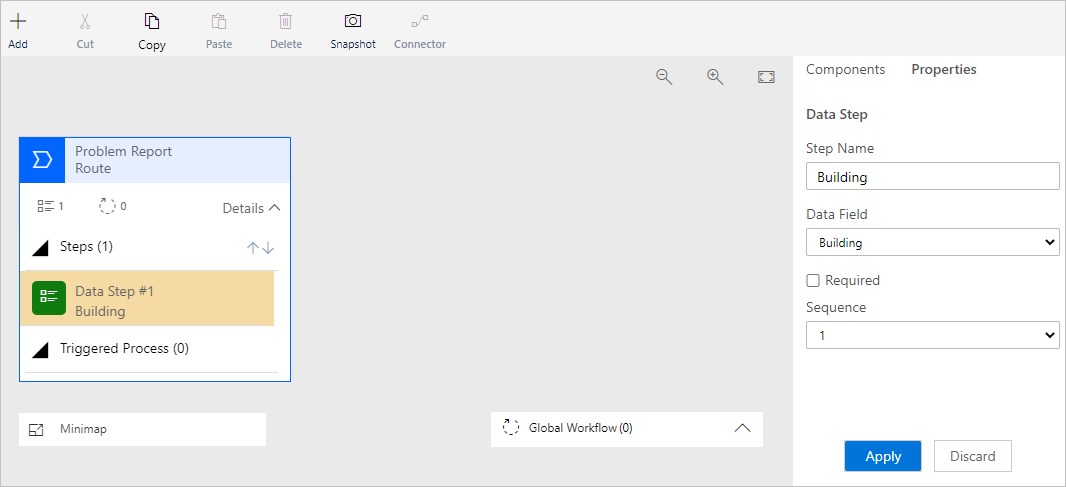 Add
Cut
Copy
Paste
Delete
Snapshot
Connector
Components
Properties
Problem Report
Route
1
0
Details
Steps (1)
Data Step #1
Building
Triggered Process (0)
Minimap
Global Workflow (0)
Data Step
Step Name
Building
Data Field
Building
Required
Sequence
1
Apply
Discard